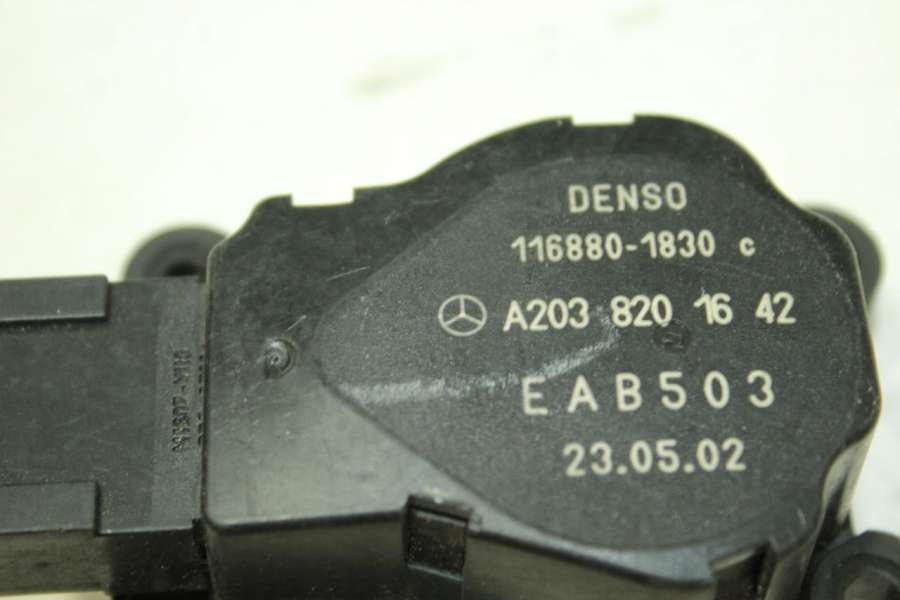 DENSO
116880-1830 c
A203 820 16 42
EAB503
23.05.02